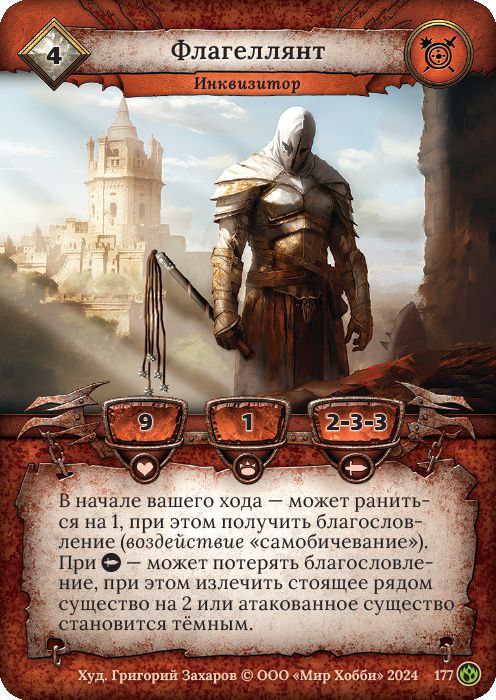 4
Флагеллянт
Инквизитор
9
1
2-3-3
В начале вашего хода — может ранить-
ся на 1, при этом получить благослов-
ление (воздействие «самобичевание»).
При — может потерять благословле-
ние, при этом излечить стоящее рядом
существо на 2 или атакованное существо
становится тёмным.
Худ. Григорий Захаров © ООО «Мир Хобби» 2024 177